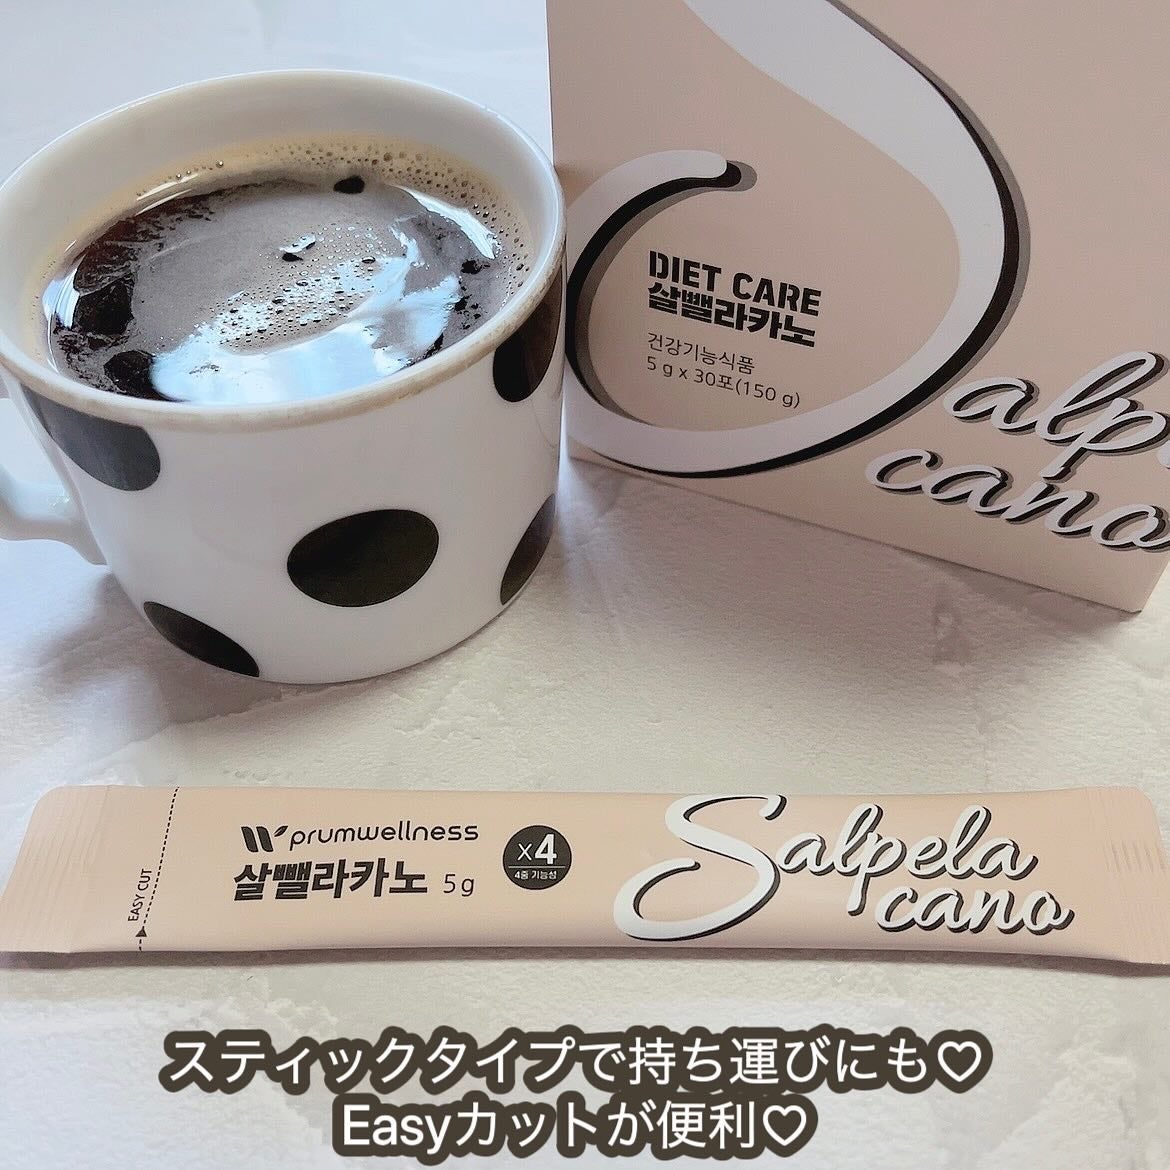 DIET CARE
살뺄라카노
건강기능식품
5 g x 30포(150 g)
Salpela
cano
EASY CUT
prumwellness
살뺄라카노 5g
x4
4중 기능성
Salpela
cano
スティックタイプで持ち運びにも♡
Easyカットが便利♡